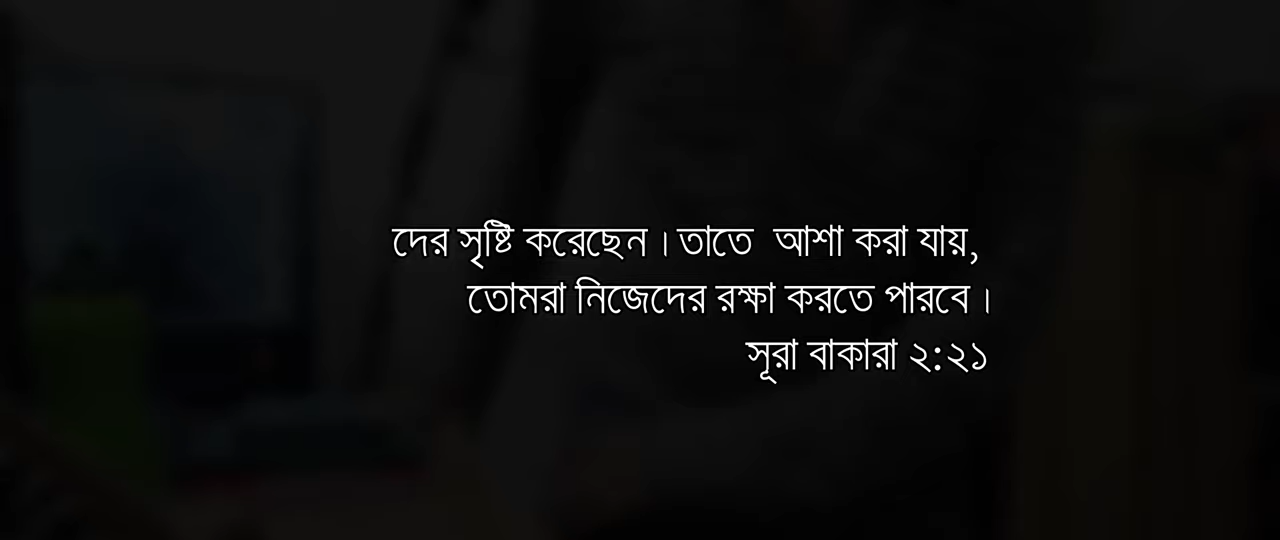 দের সৃষ্টি করেছেন। তাতে আশা করা যায়,
তোমরা নিজেদের রক্ষা করতে পারবে।
সূরা বাকারা ২:২১